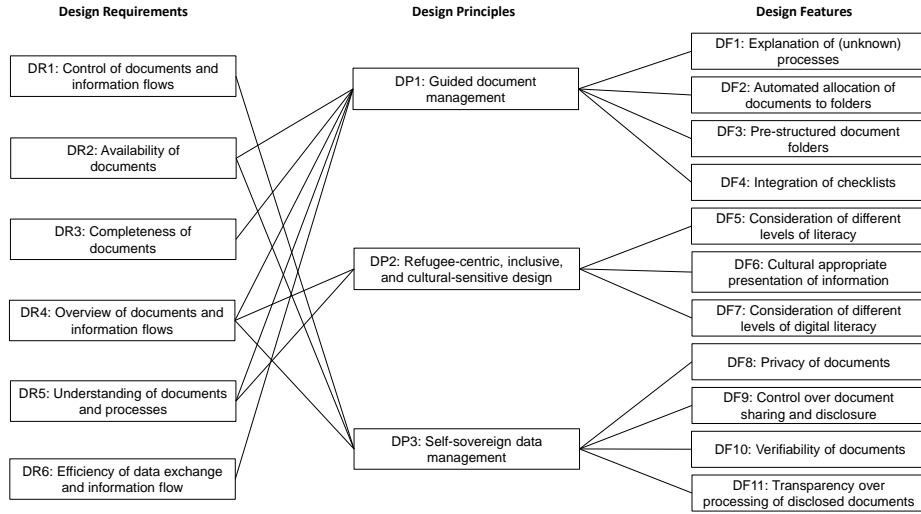 Design Requirements
Design Principles
Design Features
DR1: Control of documents and
information flows
DR2: Availability of
documents
DR3: Completeness of
documents
DR4: Overview of documents and
information flows
DR5: Understanding of documents
and processes
DR6: Efficiency of data exchange
and information flow
DP1: Guided document
management
DP2: Refugee-centric, inclusive,
and cultural-sensitive design
DP3: Self-sovereign data
management
DF1: Explanation of (unknown)
processes
DF2: Automated allocation of
documents to folders
DF3: Pre-structured document
folders
DF4: Integration of checklists
DF5: Consideration of different
levels of literacy
DF6: Cultural appropriate
presentation of information
DF7: Consideration of different
levels of digital literacy
DF8: Privacy of documents
DF9: Control over document
sharing and disclosure
DF10: Verifiability of documents
DF11: Transparency over
processing of disclosed documents